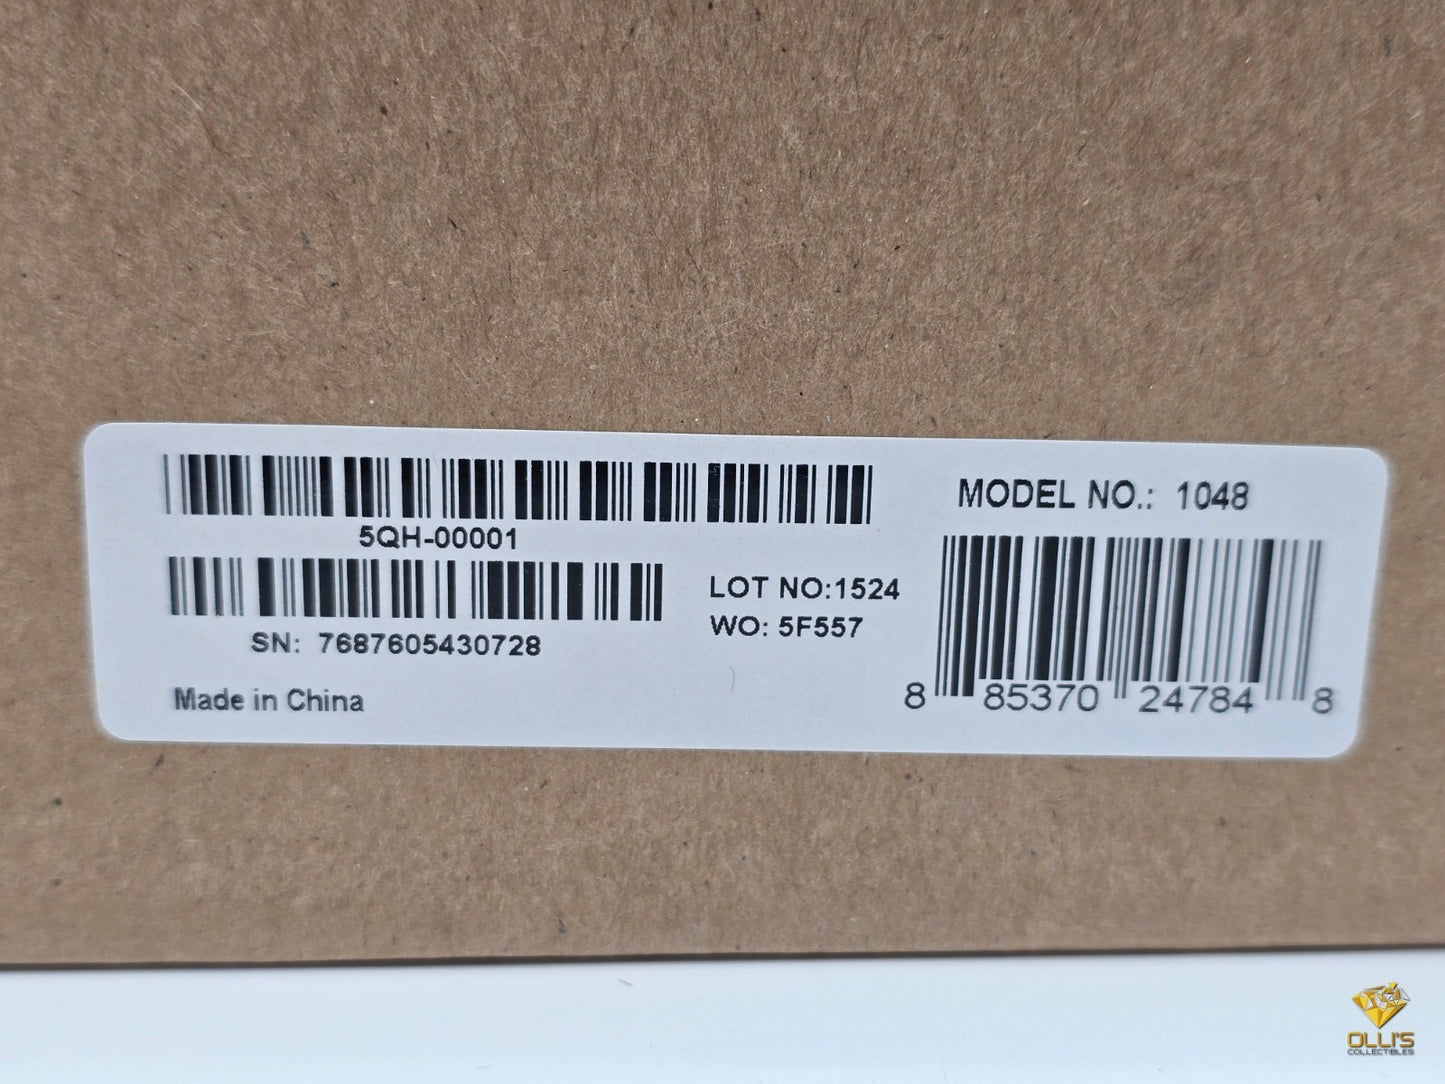 5QH-00001
SN: 7687605430728
Made in China
LOT NO:1524
WO: 5F557
MODEL NO.: 1048
8 85370 24784 8
OLLI'S
COLLECTIBLES